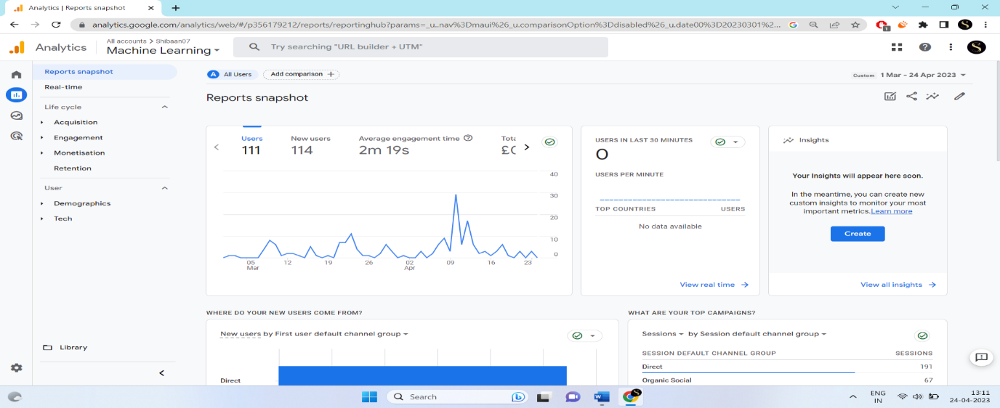 Analytics | Reports snapshot
analytics.google.com/analytics/web/#/p356179212/reports/reportinghub?params=_u..nav%3Dmaui%26_u.comparisonOption%3Ddisabled%26_u.date00%3D20230301%2...
Analytics
All accounts > Shibaan07
Machine Learning
Try searching "URL builder + UTM"
Reports snapshot
Real-time
Life cycle
Acquisition
Engagement
Monetisation
Retention
User
Demographics
Tech
Library
A All Users
Add comparison +
Custom 1 Mar - 24 Apr 2023
Reports snapshot
Users
111
New users
114
Average engagement time
2m 19s
40
30
20
10
0
05
Mar
12
19
26
02
Apr
09
16
23
USERS IN LAST 30 MINUTES
0
USERS PER MINUTE
TOP COUNTRIES USERS
No data available
View real time
Insights
Your Insights will appear here soon.
In the meantime, you can create new
custom insights to monitor your most
important metrics.Learn more
Create
View all insights
WHERE DO YOUR NEW USERS COME FROM?
New users by First user default channel group
Direct
WHAT ARE YOUR TOP CAMPAIGNS?
Sessions by Session default channel group
SESSION DEFAULT CHANNEL GROUP SESSIONS
Direct 191
Organic Social 67
Search
ENG
IN
13:11
24-04-2023